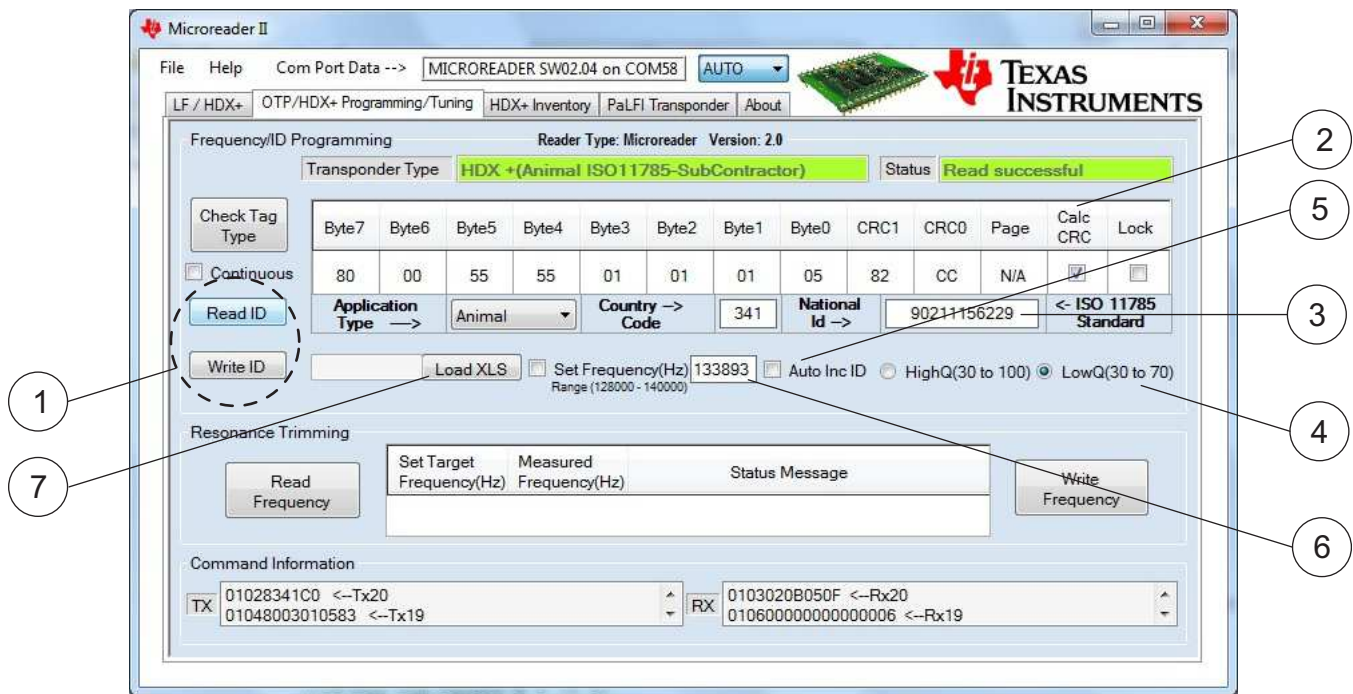 Microreader II
File Help Com Port Data --> MICROREADER SW02.04 on COM58 AUTO
TEXAS
INSTRUMENTS
LF / HDX+ OTP/HDX+ Programming/Tuning HDX+ Inventory PaLFI Transponder About
Frequency/ID Programming Reader Type: Microreader Version: 2.0
Transponder Type HDX +(Animal ISO11785-SubContractor) Status Read successful
2
Check Tag
Type
Byte7 Byte6 Byte5 Byte4 Byte3 Byte2 Byte1 Byte0 CRC1 CRC0 Page Calc
CRC Lock
5
Continuous 80 00 55 55 01 01 01 05 82 CC N/A
Read ID Application
Type --> Animal Country -->
Code 341 National
Id --> 90211156229 <- ISO 11785
Standard
3
Write ID Load XLS Set Frequency(Hz) 133893 Auto Inc ID HighQ(30 to 100) LowQ(30 to 70)
Range (128000 - 140000)
1
4
Resonance Trimming
7
Read
Frequency
Set Target
Frequency(Hz) Measured
Frequency(Hz) Status Message
Write
Frequency
6
Command Information
TX 01028341C0 <--Tx20
01048003010583 <--Tx19
RX 0103020B050F <--Rx20
010600000000000006 <--Rx19